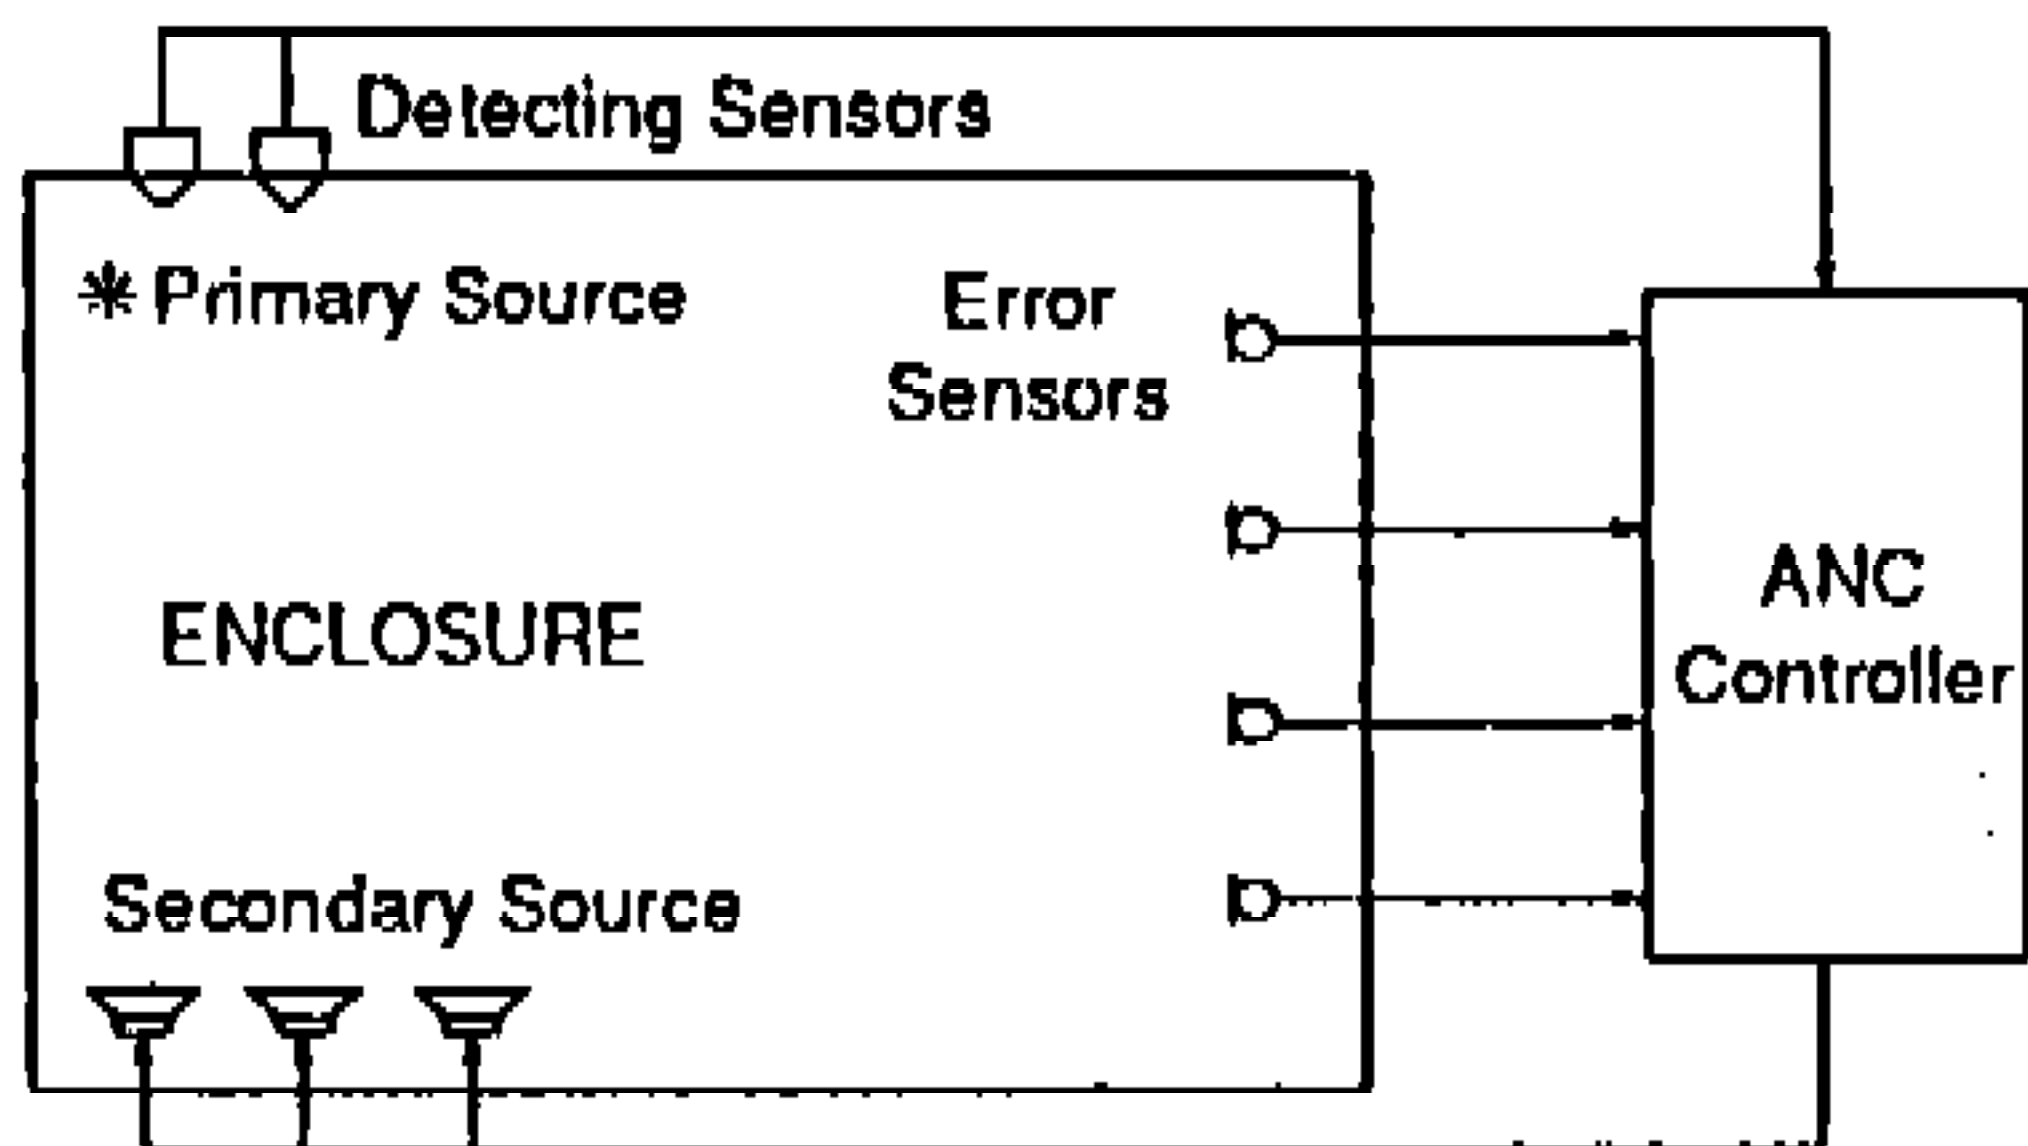 Detecting Sensors
* Primary Source
Error
Sensors
ENCLOSURE
ANC
Controller
Secondary Source